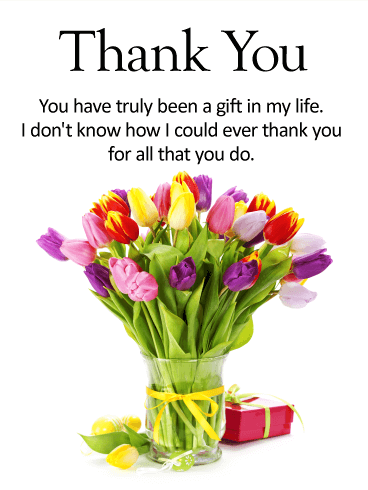 Thank You
You have truly been a gift in my life.
I don't know how I could ever thank you
for all that you do.